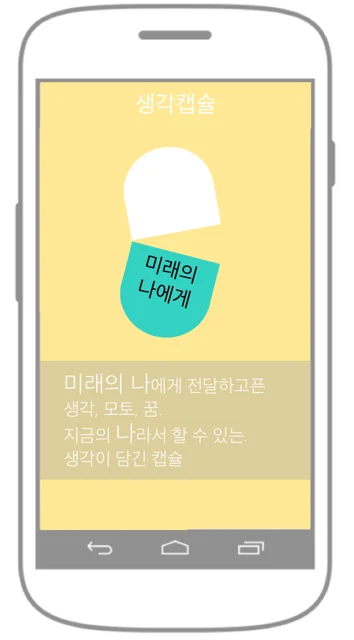 생각캡슐
미래의
나에게
미래의 나에게 전달하고픈
생각, 모토, 꿈.
지금의 나라서 할 수 있는.
생각이 담긴 캡슐